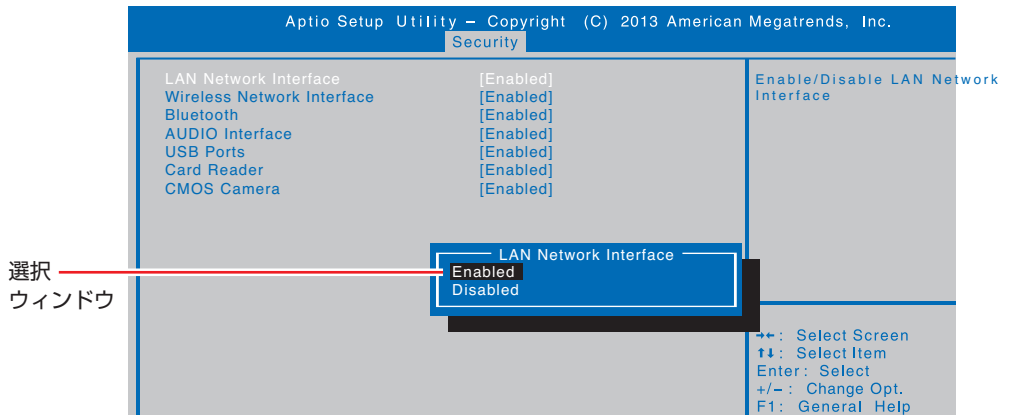 Aptio Setup Utility – Copyright (C) 2013 American Megatrends, Inc.
Security
LAN Network Interface [Enabled]
Wireless Network Interface [Enabled]
Bluetooth [Enabled]
AUDIO Interface [Enabled]
USB Ports [Enabled]
Card Reader [Enabled]
CMOS Camera [Enabled]
Enable/Disable LAN Network
Interface
選択
ウィンドウ
LAN Network Interface
Enabled
Disabled
→←: Select Screen
↑↓: Select Item
Enter: Select
+/–: Change Opt.
F1: General Help